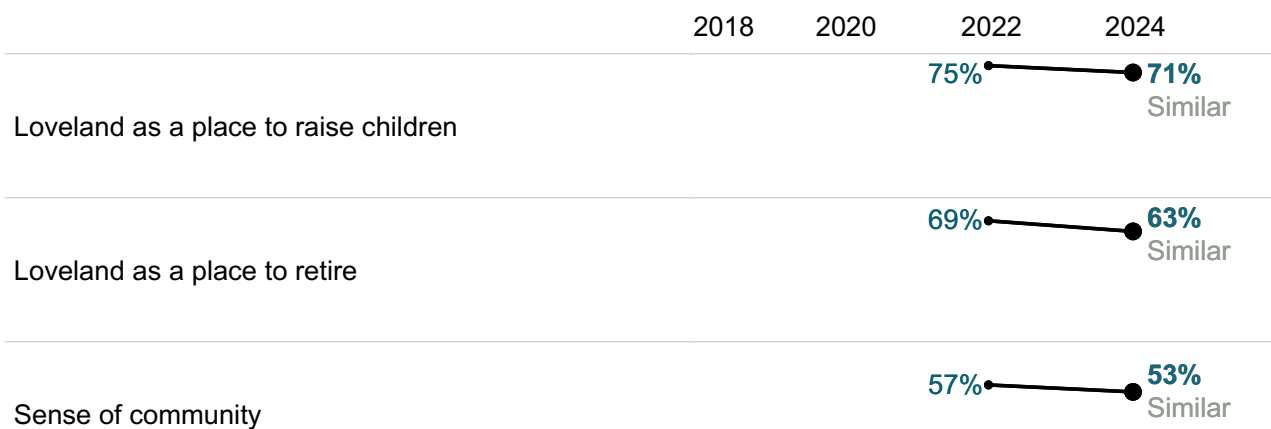 2018 2020 2022 2024
75% 71%
Similar
Loveland as a place to raise children
69% 63%
Similar
Loveland as a place to retire
57% 53%
Similar
Sense of community